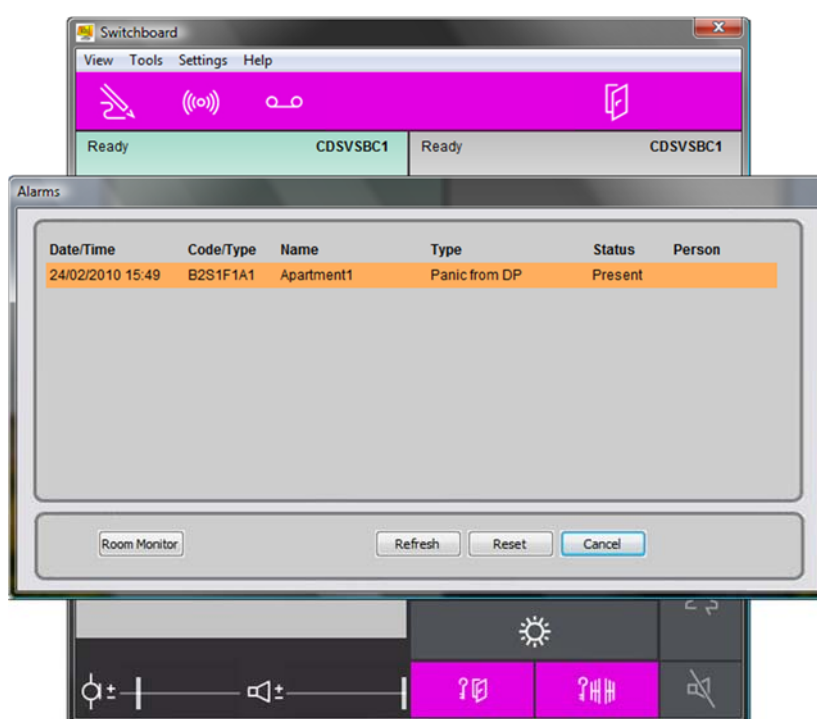 Switchboard
View Tools Settings Help
Ready CDSVSBC1 Ready CDSVSBC1
Alarms
Date/Time Code/Type Name Type Status Person
24/02/2010 15:49 B2S1F1A1 Apartment1 Panic from DP Present
Room Monitor Refresh Reset Cancel